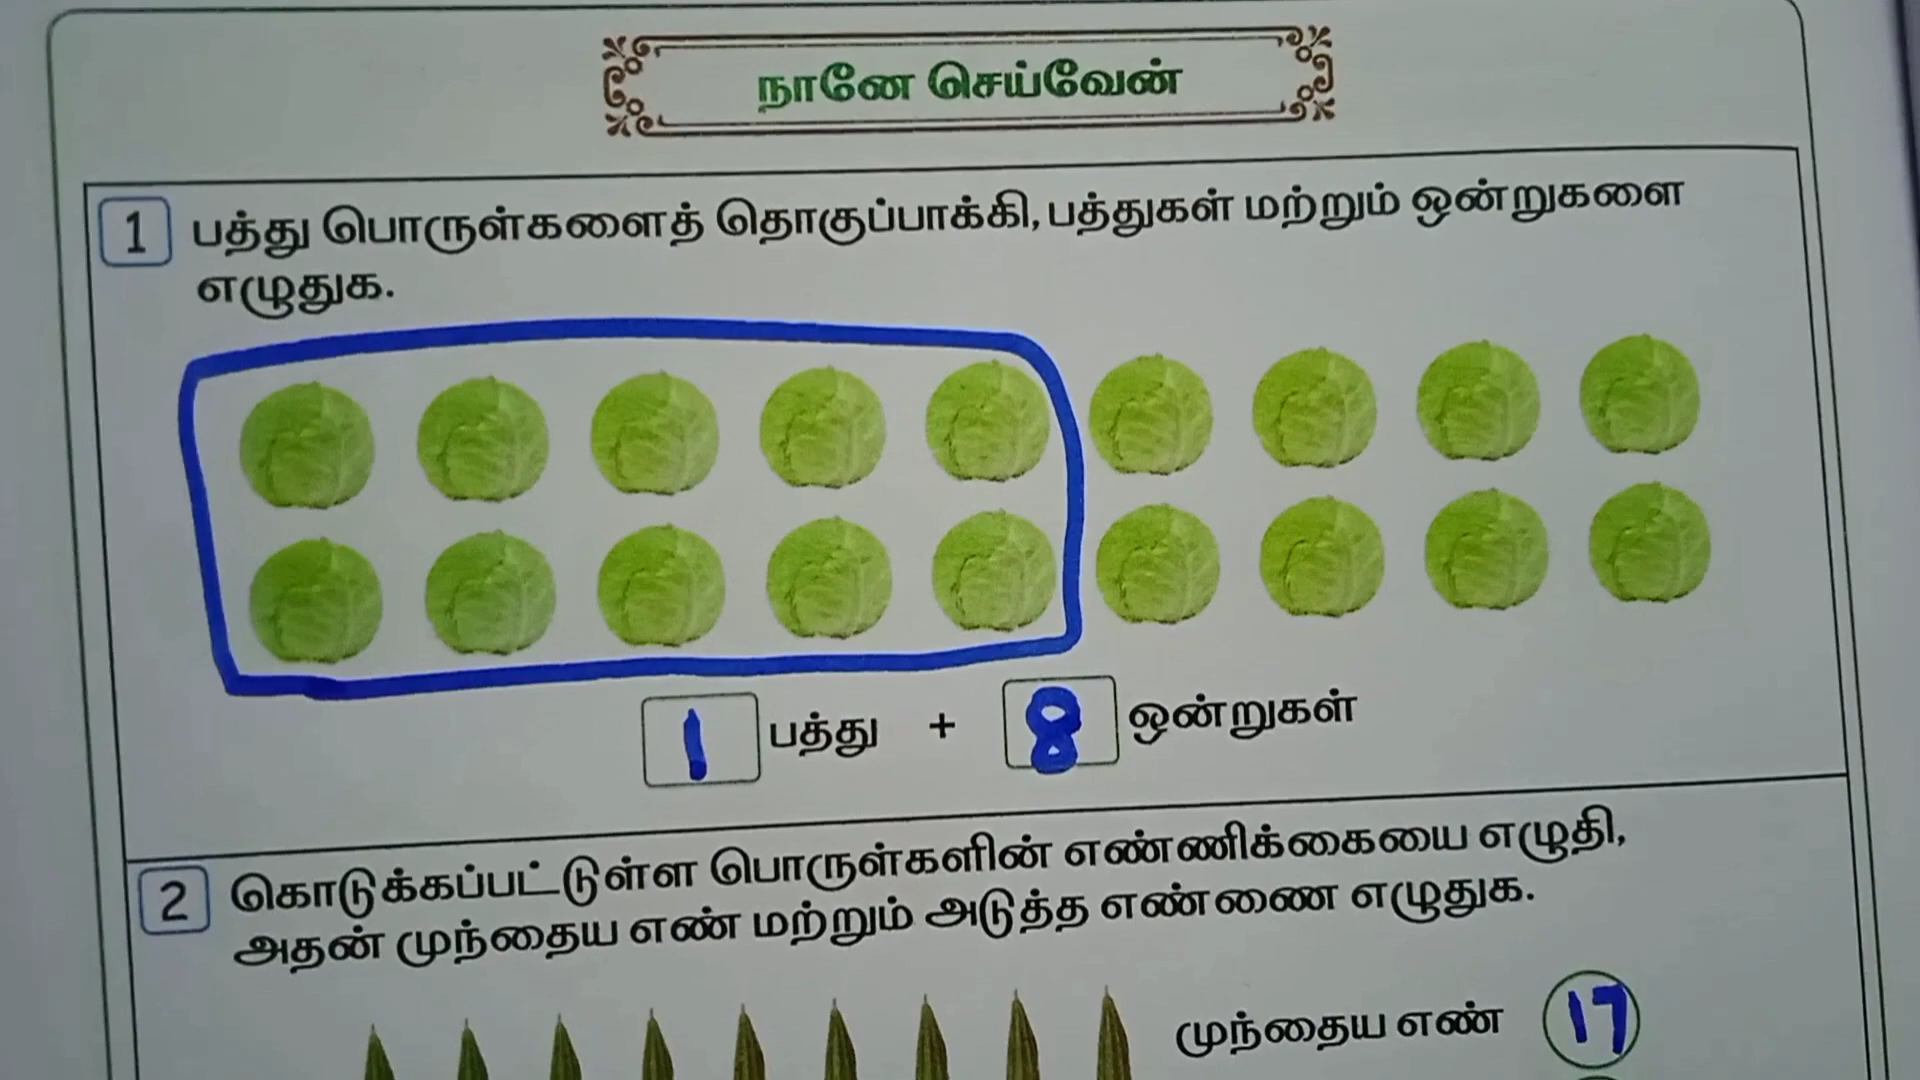 நானே செய்வேன்
1 பத்து பொருள்களைத் தொகுப்பாக்கி, பத்துகள் மற்றும் ஒன்றுகளை
எழுதுக.
1 பத்து + 8 ஒன்றுகள்
2 கொடுக்கப்பட்டுள்ள பொருள்களின் எண்ணிக்கையை எழுதி,
அதன் முந்தைய எண் மற்றும் அடுத்த எண்ணை எழுதுக.
முந்தைய எண் 17